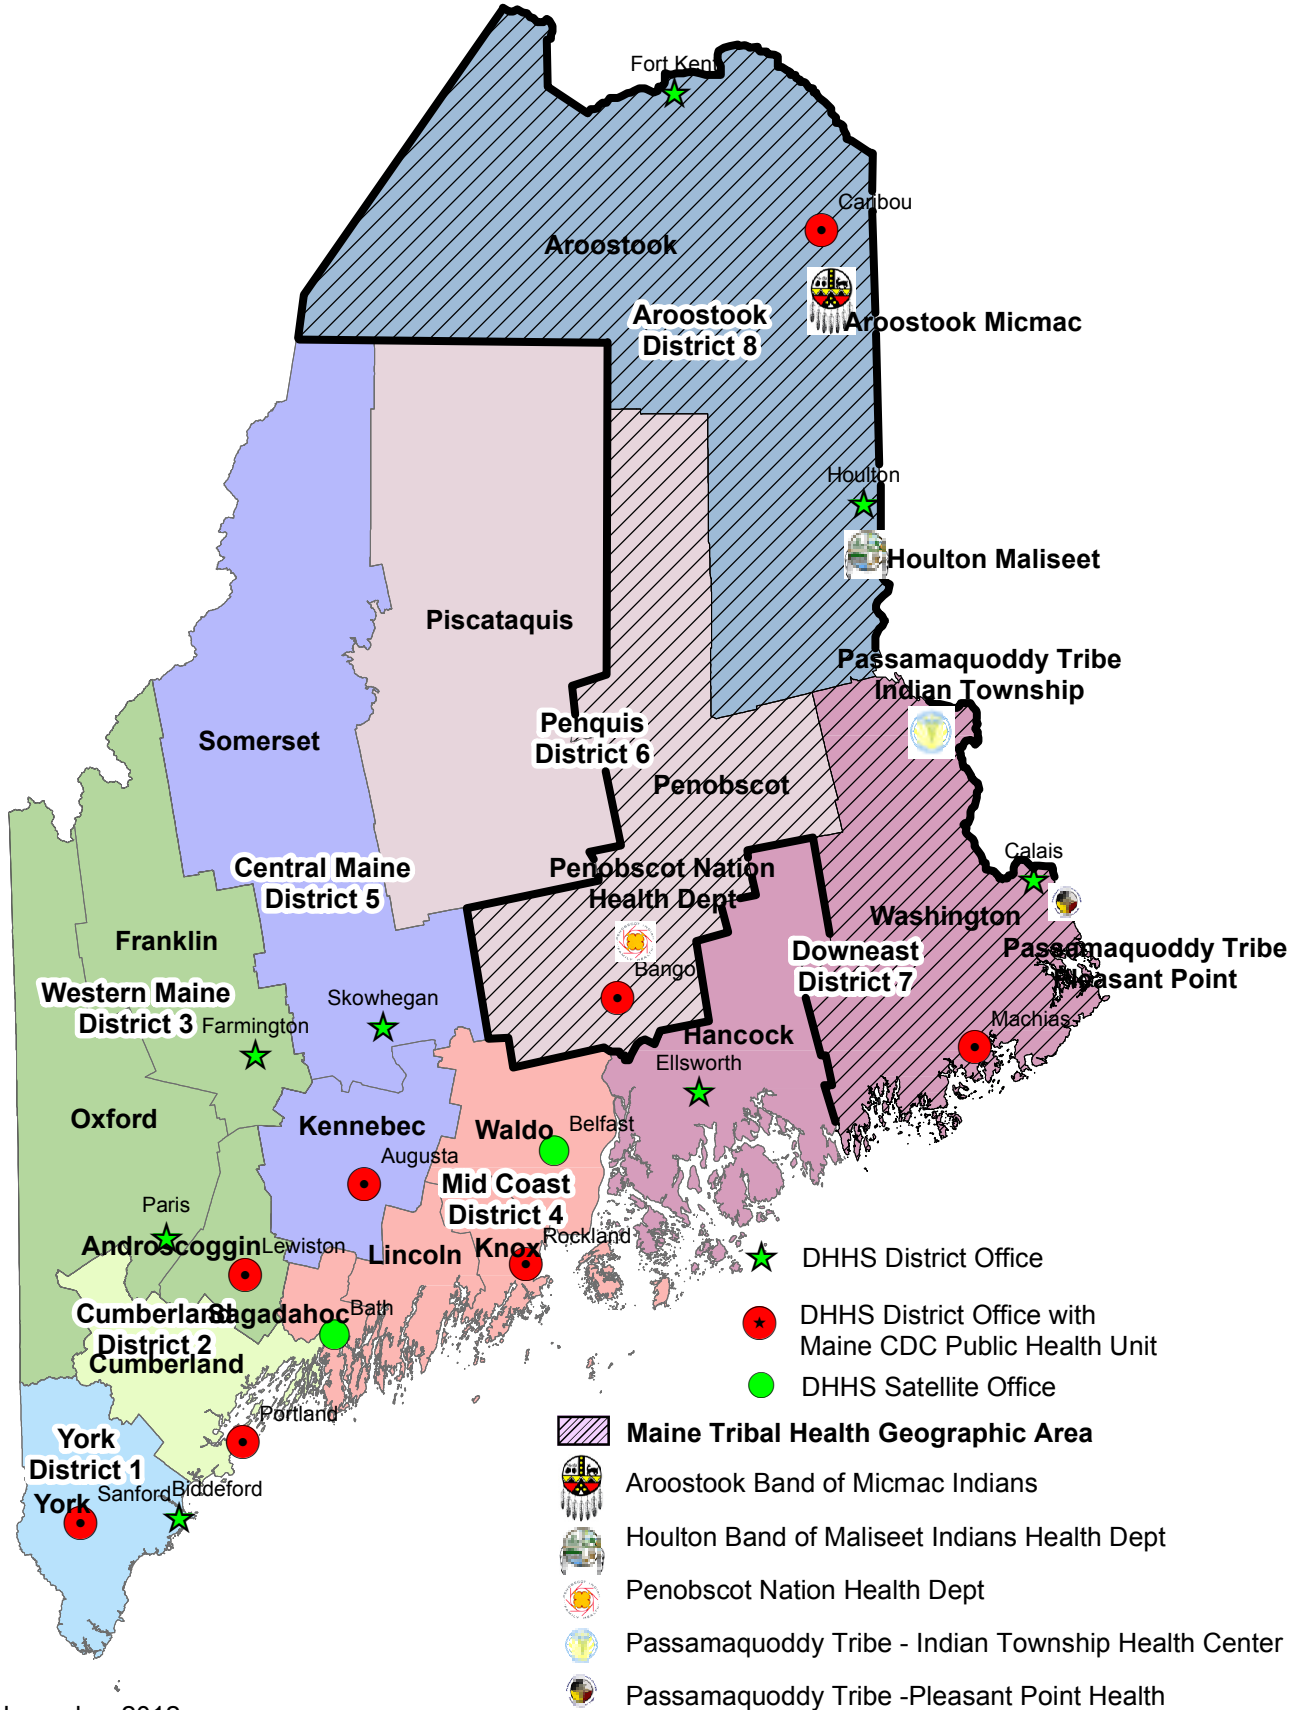 Fort Kent
Caribou
Aroostook
Aroostook
District 8
Aroostook Micmac
Houlton
Houlton Maliseet
Piscataquis
Passamaquoddy Tribe
Indian Township
Penquis
District 6
Somerset
Penobscot
Calais
Central Maine
District 5
Penobscot Nation
Health Dept
Washington
Franklin
Downeast
District 7
Passamaquoddy Tribe
Pleasant Point
Bangor
Western Maine
District 3
Skowhegan
Farmington
Machias
Hancock
Ellsworth
Oxford
Kennebec
Waldo
Belfast
Augusta
Mid Coast
District 4
Paris
Androscoggin
Lewiston
Lincoln
Knox
Rockland
Cumberland
District 2
Sagadahoc
Bath
Cumberland
Portland
York
District 1
York
Sanford
Biddeford
DHHS District Office
DHHS District Office with
Maine CDC Public Health Unit
DHHS Satellite Office
Maine Tribal Health Geographic Area
Aroostook Band of Micmac Indians
Houlton Band of Maliseet Indians Health Dept
Penobscot Nation Health Dept
Passamaquoddy Tribe - Indian Township Health Center
Passamaquoddy Tribe -Pleasant Point Health